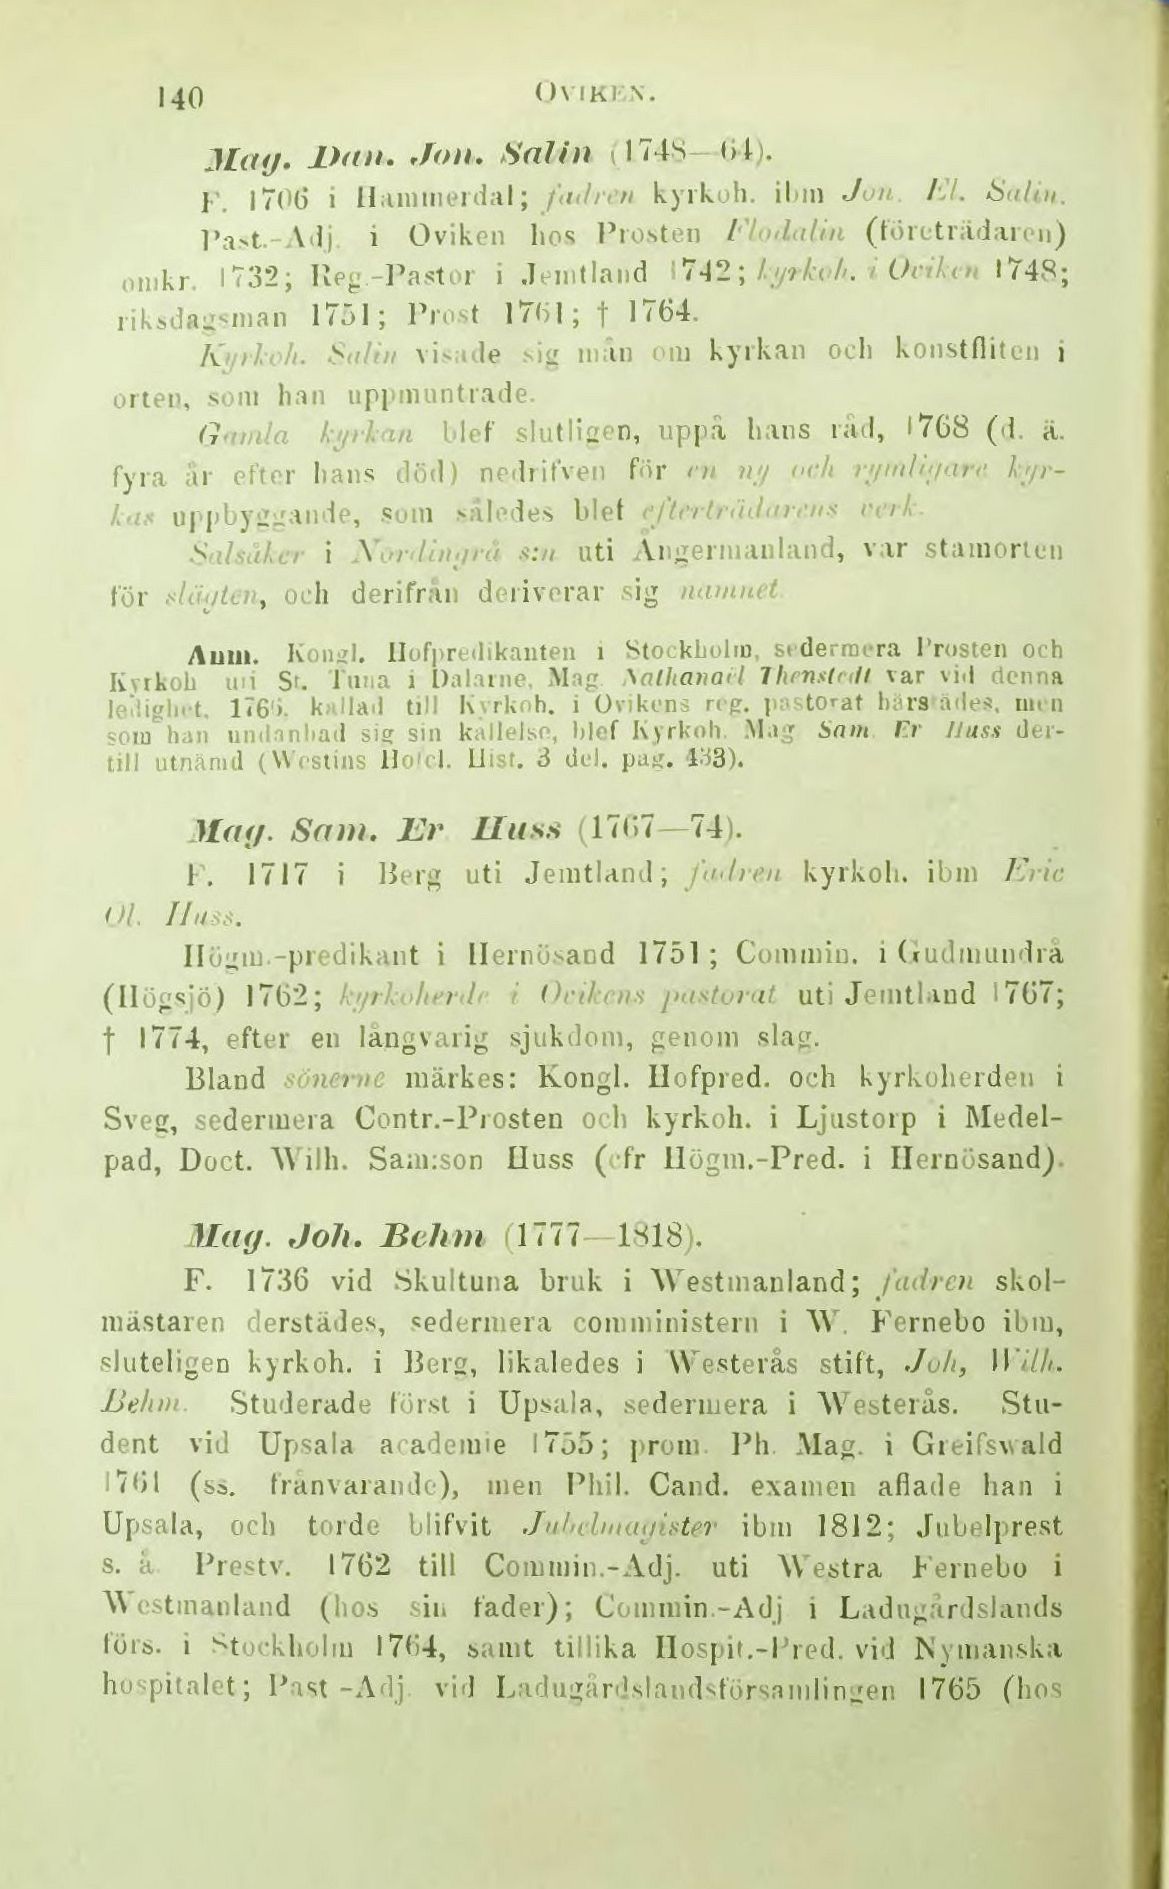 140 OVIKEN.
Mag. Dan. Jon. Salin (1748—64).
F. 1706 i Hammerdal; fadren kyrkoh. ibm Jon. El. Salin.
Past.-Adj. i Oviken hos Prosten Flodalin (företrädaren)
omkr. 1732; Reg.-Pastor i Jemtland 1742; kyrkoh. i Oviken 1748;
riksdagsman 1751; Prost 1761; † 1764.
Kyrkoh. Salin visade sig mån om kyrkan och konstfliten i
orten, som han uppmuntrade.
Gamla kyrkan blef slutligen, uppå hans råd, 1768 (d. ä.
fyra år efter hans död) nedrifven för en ny och rymligare kyr-
kas uppbyggande, som således blef efterträdarens verk.
Salsåker i Nordingrå s:n uti Ångermanland, var stamorten
för slägten, och derifrån deriverar sig namnet.
Anm. Kongl. Hofpredikanten i Stockholm, sedermera Prosten och
Kyrkoh uti St. Tuna i Dalarne, Mag. Nathanaël Thenstedt var vid denna
ledighet, 1765, kallad till Kyrkoh. i Ovikens reg. pastorat härstädes, men
som han undanbad sig sin kallelse, blef Kyrkoh. Mag Sam. Er Huss der-
till utnämd (Westins Hofcl. Hist. 3 del. pag. 433).
Mag. Sam. Er Huss (1767—74).
F. 1717 i Berg uti Jemtland; fadren kyrkoh. ibm Eric
Ol. Huss.
Högm.-predikant i Hernösand 1751; Commin. i Gudmundrå
(Högsjö) 1762; kyrkoherde i Ovikens pastorat uti Jemtland 1767;
† 1774, efter en långvarig sjukdom, genom slag.
Bland sönerne märkes: Kongl. Hofpred. och kyrkoherden i
Sveg, sedermera Contr.-Prosten och kyrkoh. i Ljustorp i Medel-
pad, Doct. Wilh. Sam:son Huss (cfr Högm.-Pred. i Hernösand).
Mag. Joh. Behm (1777—1818).
F. 1736 vid Skultuna bruk i Westmanland; fadren skol-
mästaren derstädes, sedermera comministern i W. Fernebo ibm,
sluteligen kyrkoh. i Berg, likaledes i Westerås stift, Joh, Wilh.
Behm. Studerade först i Upsala, sedermera i Westerås. Stu-
dent vid Upsala academie 1755; prom. Ph. Mag. i Greifswald
1761 (ss. frånvarande), men Phil. Cand. examen aflade han i
Upsala, och torde blifvit Jubelmagister ibm 1812; Jubelprest
s. å. Prestv. 1762 till Commin.-Adj. uti Westra Fernebo i
Westmanland (hos sin fader); Commin.-Adj i Ladugårdslands
förs. i Stockholm 1764, samt tillika Hospit.-Pred. vid Nymanska
hospitalet; Past-Adj. vid Ladugårdslandsförsamlingen 1765 (hos